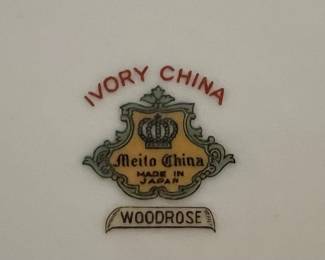 IVORY CHINA
Meito China
MADE IN
JAPAN
WOODROSE